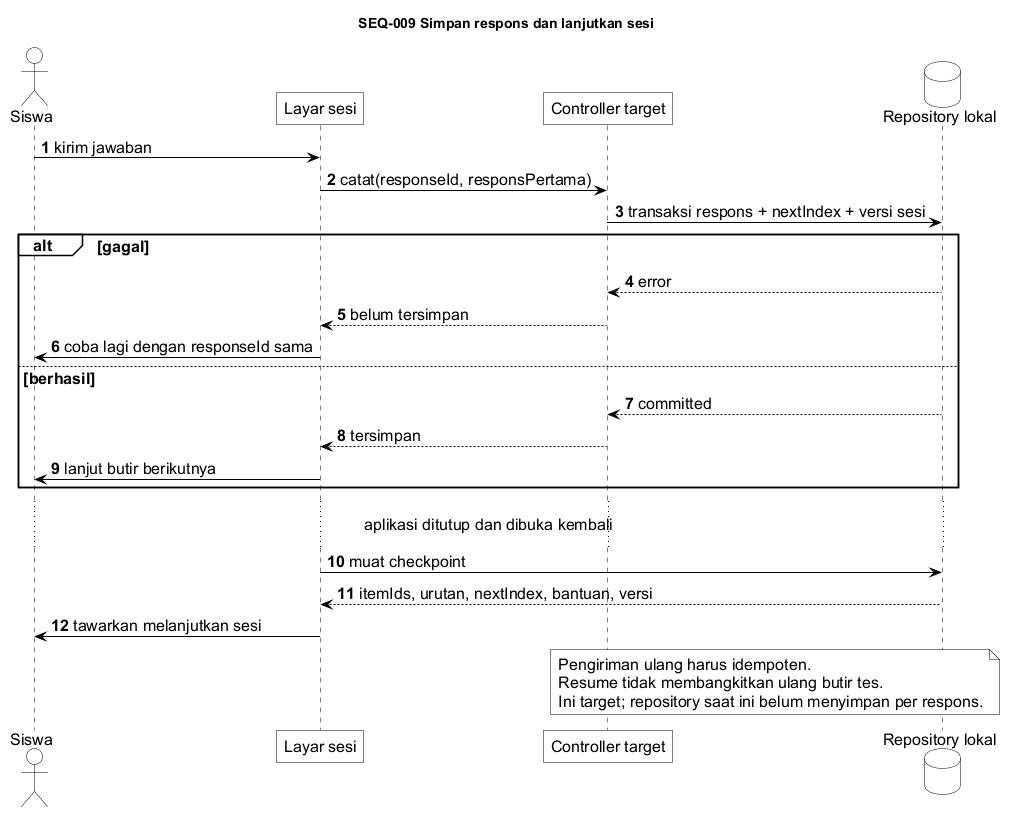 SEQ-009 Simpan respons dan lanjutkan sesi
Siswa
Layar sesi
Controller target
Repository lokal
1 kirim jawaban
2 catat(responseId, responsPertama)
3 transaksi respons + nextIndex + versi sesi
alt [gagal]
4 error
5 belum tersimpan
6 coba lagi dengan responseId sama
[berhasil]
7 committed
8 tersimpan
9 lanjut butir berikutnya
aplikasi ditutup dan dibuka kembali
10 muat checkpoint
11 itemIds, urutan, nextIndex, bantuan, versi
12 tawarkan melanjutkan sesi
Pengiriman ulang harus idempoten.
Resume tidak membangkitkan ulang butir tes.
Ini target; repository saat ini belum menyimpan per respons.
Siswa
Layar sesi
Controller target
Repository lokal